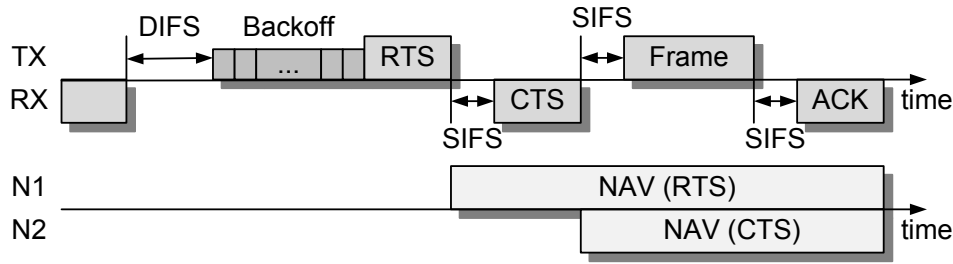 DIFS Backoff SIFS
TX ... RTS Frame
RX CTS ACK time
SIFS SIFS
N1 NAV (RTS)
N2 NAV (CTS) time